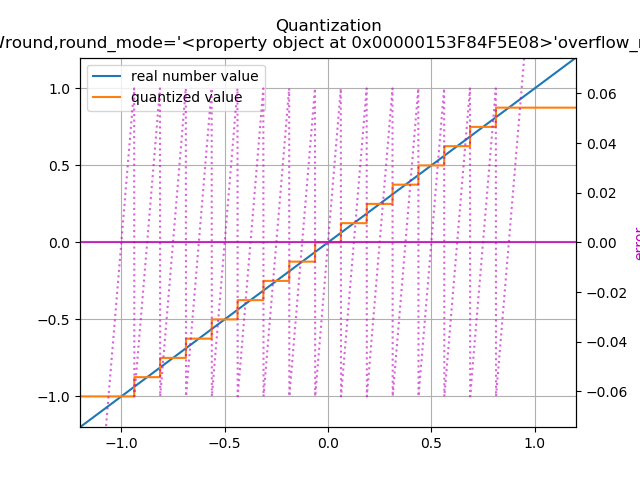 Quantization
round,round_mode='<property object at 0x00000153F84F5E08>'overflow_
real number value
quantized value
1.0
0.5
0.0
−0.5
−1.0
0.06
0.04
0.02
0.00
−0.02
−0.04
−0.06
error
−1.0 −0.5 0.0 0.5 1.0